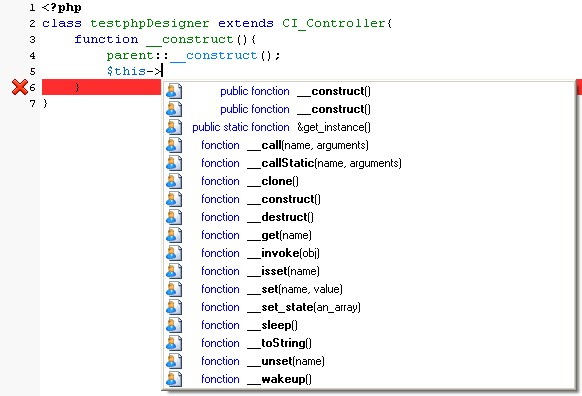 1 <?php
2 class testphpDesigner extends CI_Controller{
3 function __construct(){
4 parent::__construct();
5 $this->
6 }
7 }
public fonction __construct()
public fonction __construct()
public static fonction &get_instance()
fonction __call(name, arguments)
fonction __callStatic(name, arguments)
fonction __clone()
fonction __construct()
fonction __destruct()
fonction __get(name)
fonction __invoke(obj)
fonction __isset(name)
fonction __set(name, value)
fonction __set_state(an_array)
fonction __sleep()
fonction __toString()
fonction __unset(name)
fonction __wakeup()